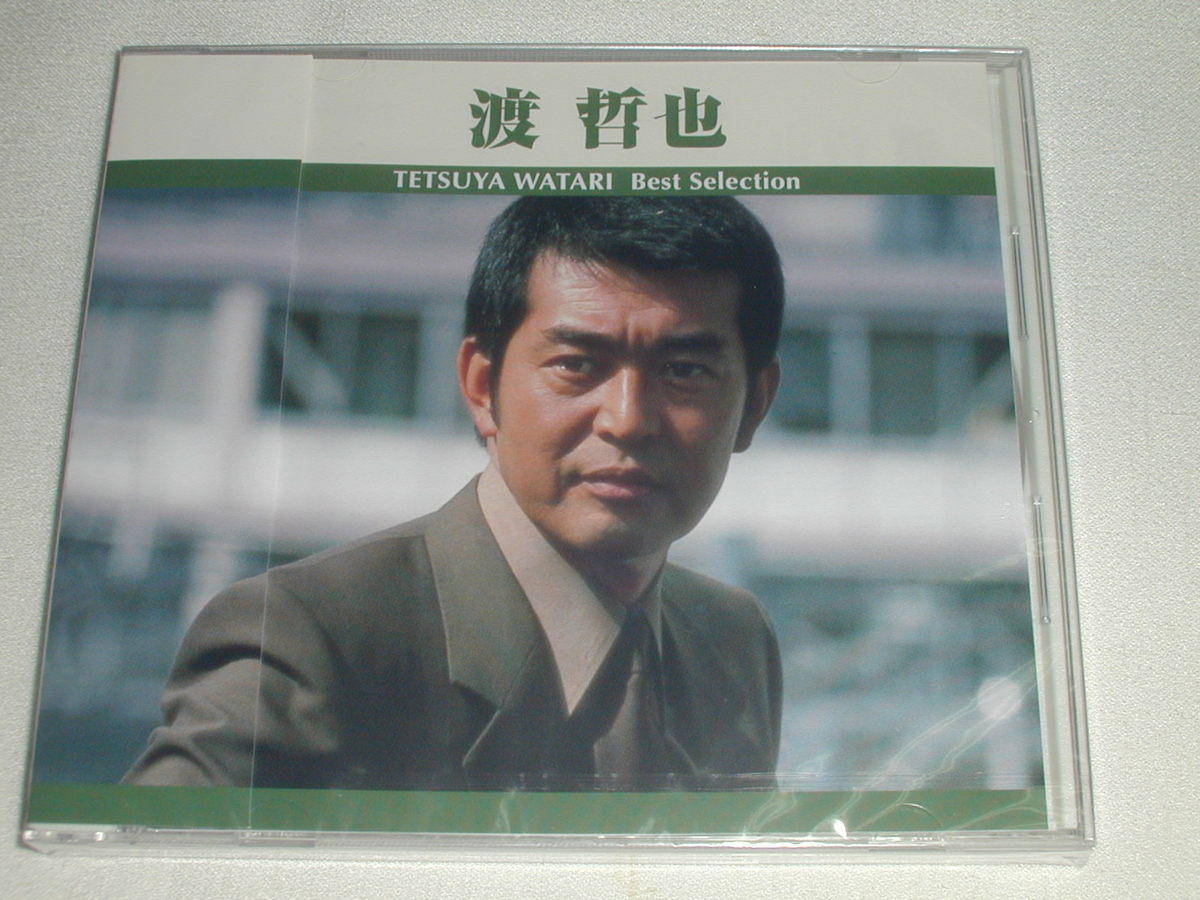 渡 哲也
TETSUYA WATARI Best Selection